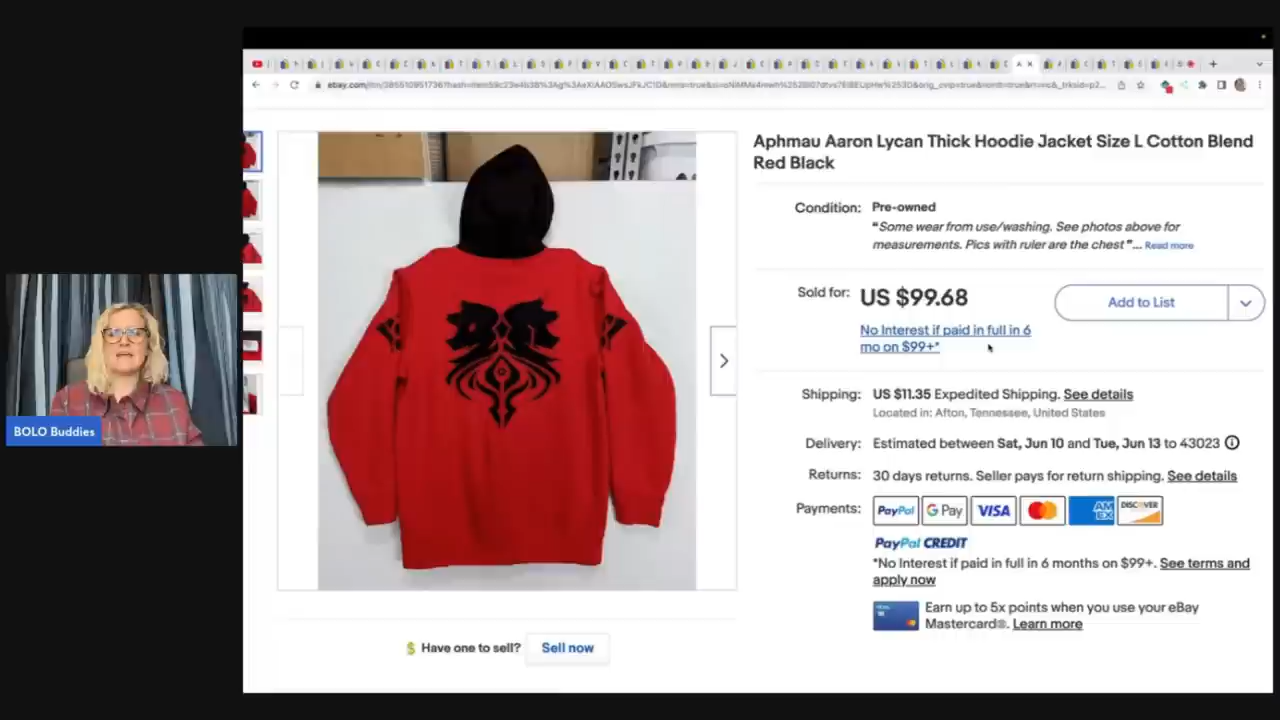 Aphmau Aaron Lycan Thick Hoodie Jacket Size L Cotton Blend
Red Black
Condition: Pre-owned
"Some wear from use/washing. See photos above for
measurements. Pics with ruler are the chest "... Read more
Sold for: US $99.68
Add to List
No Interest if paid in full in 6
mo on $99+*
Shipping: US $11.35 Expedited Shipping. See details
Located in: Afton, Tennessee, United States
BOLO Buddies
Delivery: Estimated between Sat, Jun 10 and Tue, Jun 13 to 43023
Returns: 30 days returns. Seller pays for return shipping. See details
Payments: PayPal G Pay VISA AM EX DISCOVER
PayPal CREDIT
*No Interest if paid in full in 6 months on $99+. See terms and
apply now
Earn up to 5x points when you use your eBay
Mastercard®. Learn more
Have one to sell? Sell now